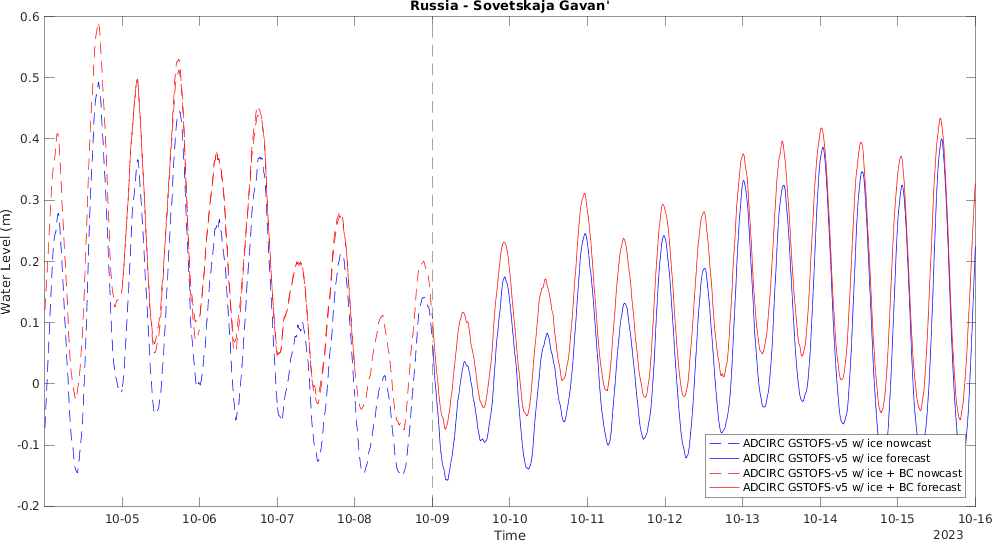 Russia - Sovetskaja Gavan'
Water Level (m)
0.6
0.5
0.4
0.3
0.2
0.1
0
-0.1
-0.2
ADCIRC GSTOFS-v5 w/ ice nowcast
ADCIRC GSTOFS-v5 w/ ice forecast
ADCIRC GSTOFS-v5 w/ ice + BC nowcast
ADCIRC GSTOFS-v5 w/ ice + BC forecast
10-05 10-06 10-07 10-08 10-09 10-10 10-11 10-12 10-13 10-14 10-15 10-16
Time
2023